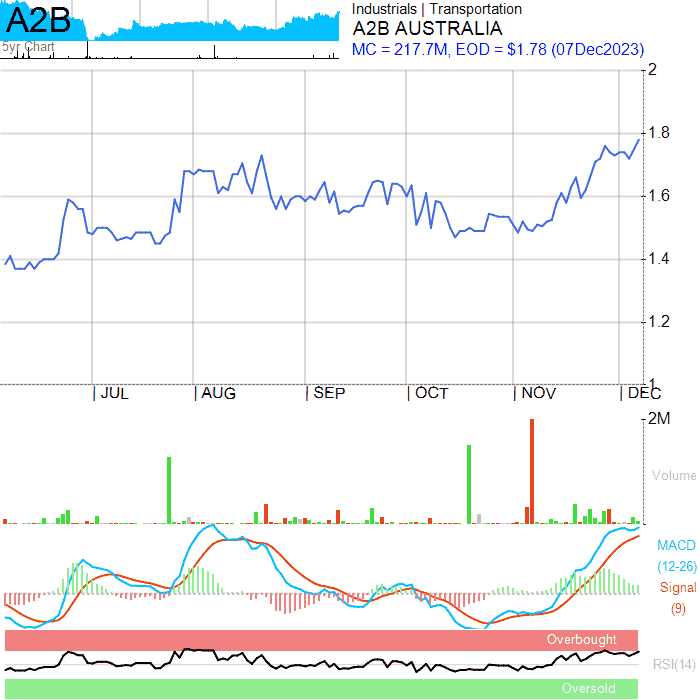 A2B
5yr Chart
Industrials | Transportation
A2B AUSTRALIA
MC = 217.7M, EOD = $1.78 (07Dec2023)
2
1.8
1.6
1.4
1.2
1
JUL AUG SEP OCT NOV DEC
2M
Volume
MACD
(12-26)
Signal
(9)
Overbought
RSI(14)
Oversold